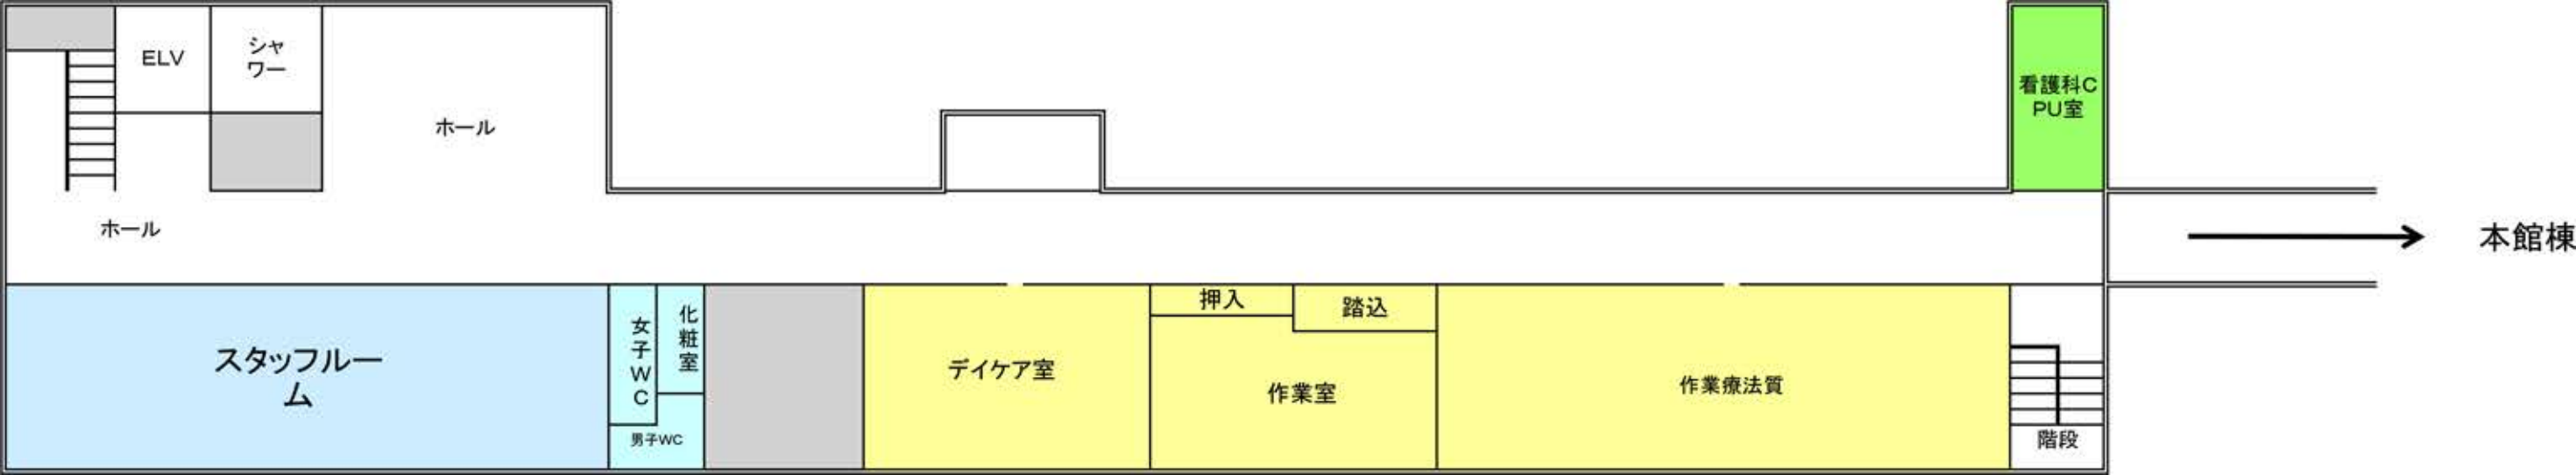 ELV
シャ
ワー
ホール
看護科C
PU室
ホール
本館棟
スタッフルー
ム
女子WC
化粧室
男子WC
デイケア室
押入
踏込
作業室
作業療法質
階段